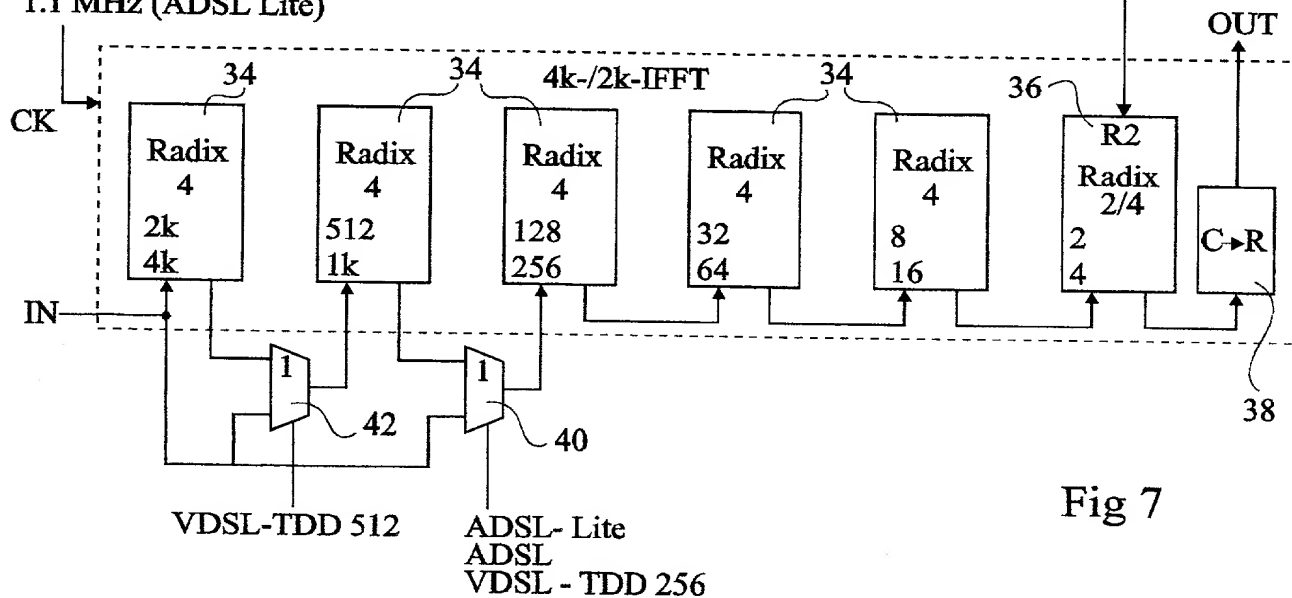 1.1 MHz (ADSL Lite)
OUT
CK
34
34
4k-/2k-IFFT
34
36
Radix
4
2k
4k
Radix
4
512
1k
Radix
4
128
256
Radix
4
32
64
Radix
4
8
16
R2
Radix
2/4
2
4
C→R
IN
1
42
1
40
38
VDSL-TDD 512
ADSL- Lite
ADSL
VDSL - TDD 256
Fig 7